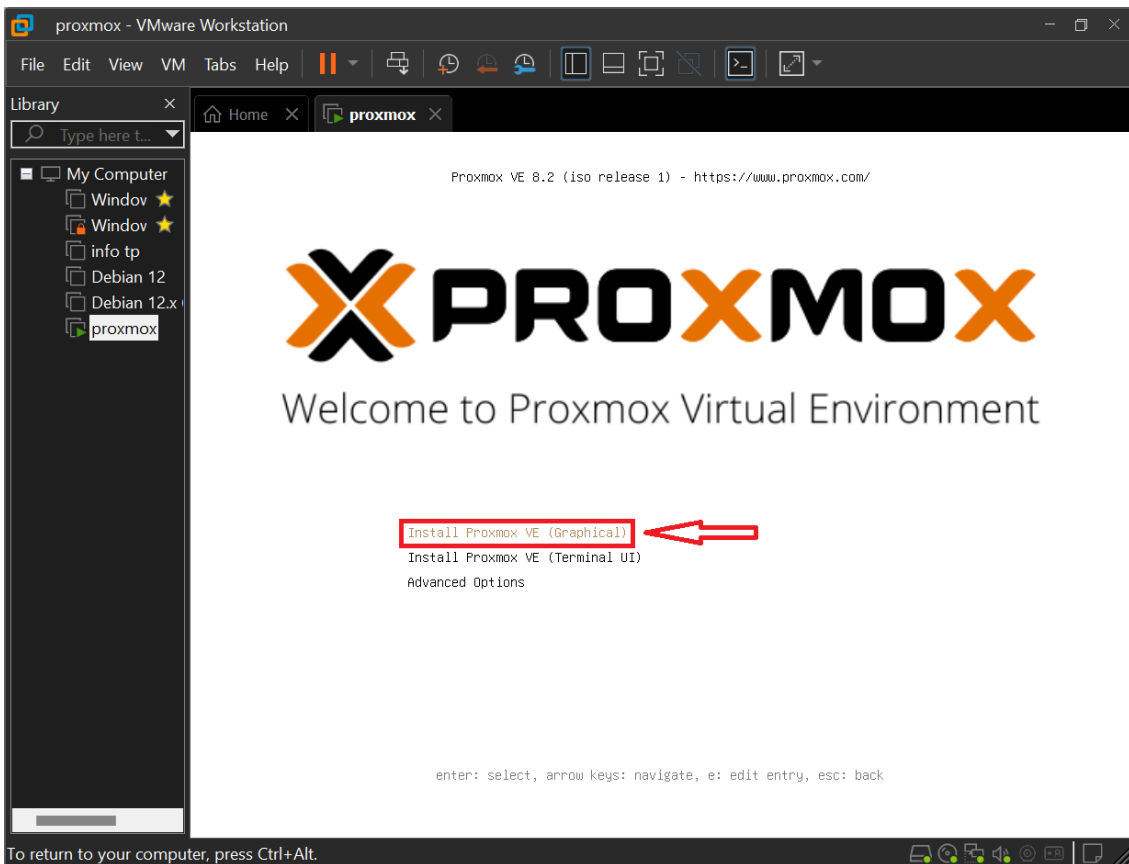 proxmox - VMware Workstation
File Edit View VM Tabs Help
Library
Type here t...
Home
proxmox
My Computer
Window
Window
info tp
Debian 12
Debian 12.x
proxmox
Proxmox VE 8.2 (iso release 1) - https://www.proxmox.com/
PROXMOX
Welcome to Proxmox Virtual Environment
Install Proxmox VE (Graphical)
Install Proxmox VE (Terminal UI)
Advanced Options
enter: select, arrow keys: navigate, e: edit entry, esc: back
To return to your computer, press Ctrl+Alt.